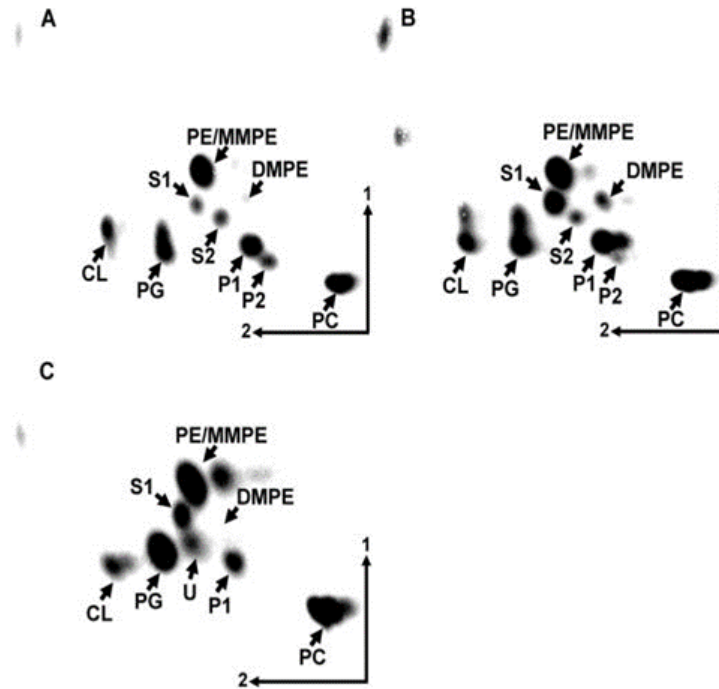 A
PE/MMPE
S1
DMPE
1
CL
PG
S2
P1
P2
PC
2
B
PE/MMPE
S1
DMPE
CL
PG
S2
P1
P2
PC
2
C
PE/MMPE
S1
DMPE
1
CL
PG
U
P1
PC
2